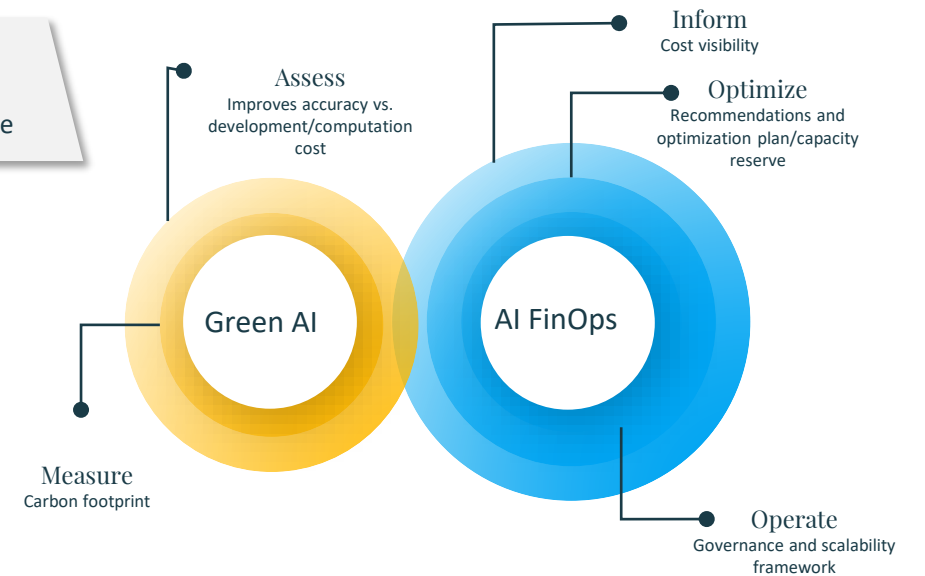 e
Assess
Improves accuracy vs.
development/computation
cost
Inform
Cost visibility
Optimize
Recommendations and
optimization plan/capacity
reserve
Green AI
AI FinOps
Measure
Carbon footprint
Operate
Governance and scalability
framework